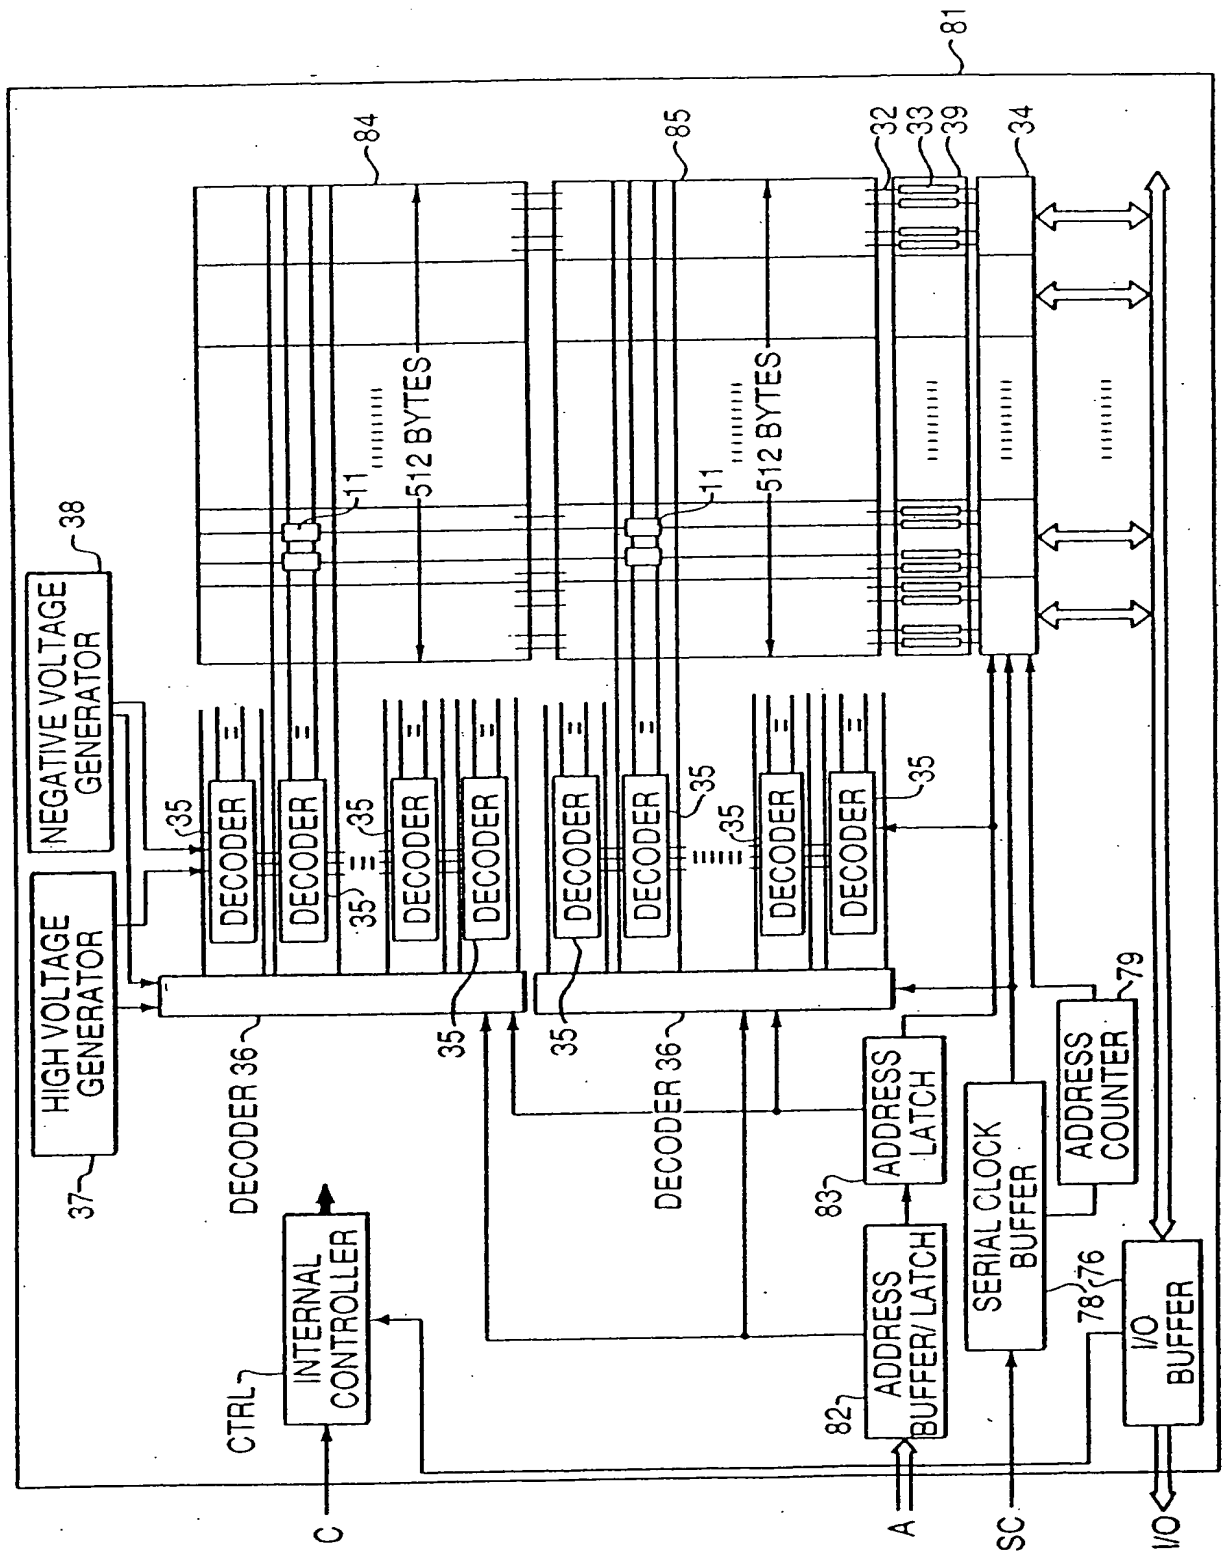 HIGH VOLTAGE
GENERATOR
37
NEGATIVE VOLTAGE
GENERATOR
38
CTRL
INTERNAL
CONTROLLER
C
DECODER 36
35
DECODER
DECODER
35
35
DECODER
DECODER
35
84
11
512 BYTES
DECODER 36
35
DECODER
DECODER
35
35
DECODER
DECODER
35
85
11
512 BYTES
32
33
39
34
81
82
ADDRESS
BUFFER/LATCH
A
83
ADDRESS
LATCH
SC
SERIAL CLOCK
BUFFER
78
ADDRESS
COUNTER
79
76
I/O
BUFFER
I/O